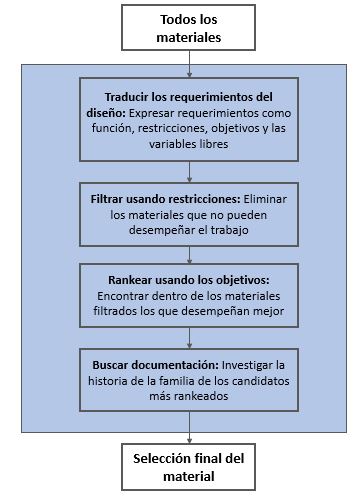 Todos los
materiales
Traducir los requerimientos del
diseño: Expresar requerimientos como
función, restricciones, objetivos y las
variables libres
Filtrar usando restricciones: Eliminar
los materiales que no pueden
desempeñar el trabajo
Rankear usando los objetivos:
Encontrar dentro de los materiales
filtrados los que desempeñan mejor
Buscar documentación: Investigar la
historia de la familia de los candidatos
más rankeados
Selección final del
material